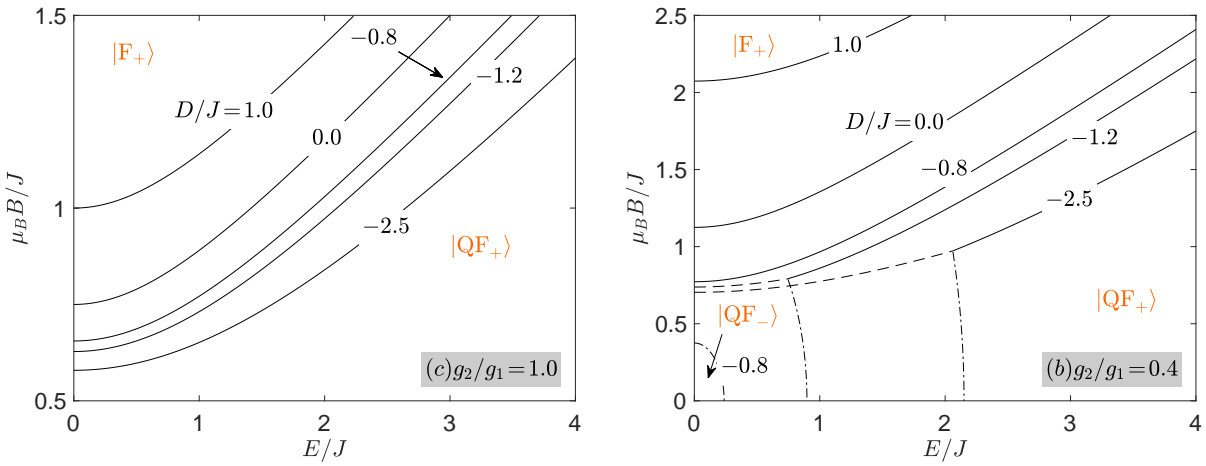 1.5
1
0.5
μ_B B/J
0 1 2 3 4
E/J
|F₊⟩
−0.8
−1.2
D/J=1.0
0.0
−2.5
|QF₊⟩
(c)g₂/g₁=1.0
2.5
2
1.5
1
0.5
0
μ_B B/J
0 1 2 3 4
E/J
|F₊⟩
1.0
D/J=0.0
−0.8
−1.2
−2.5
|QF₋⟩
|QF₊⟩
−0.8
(b)g₂/g₁=0.4